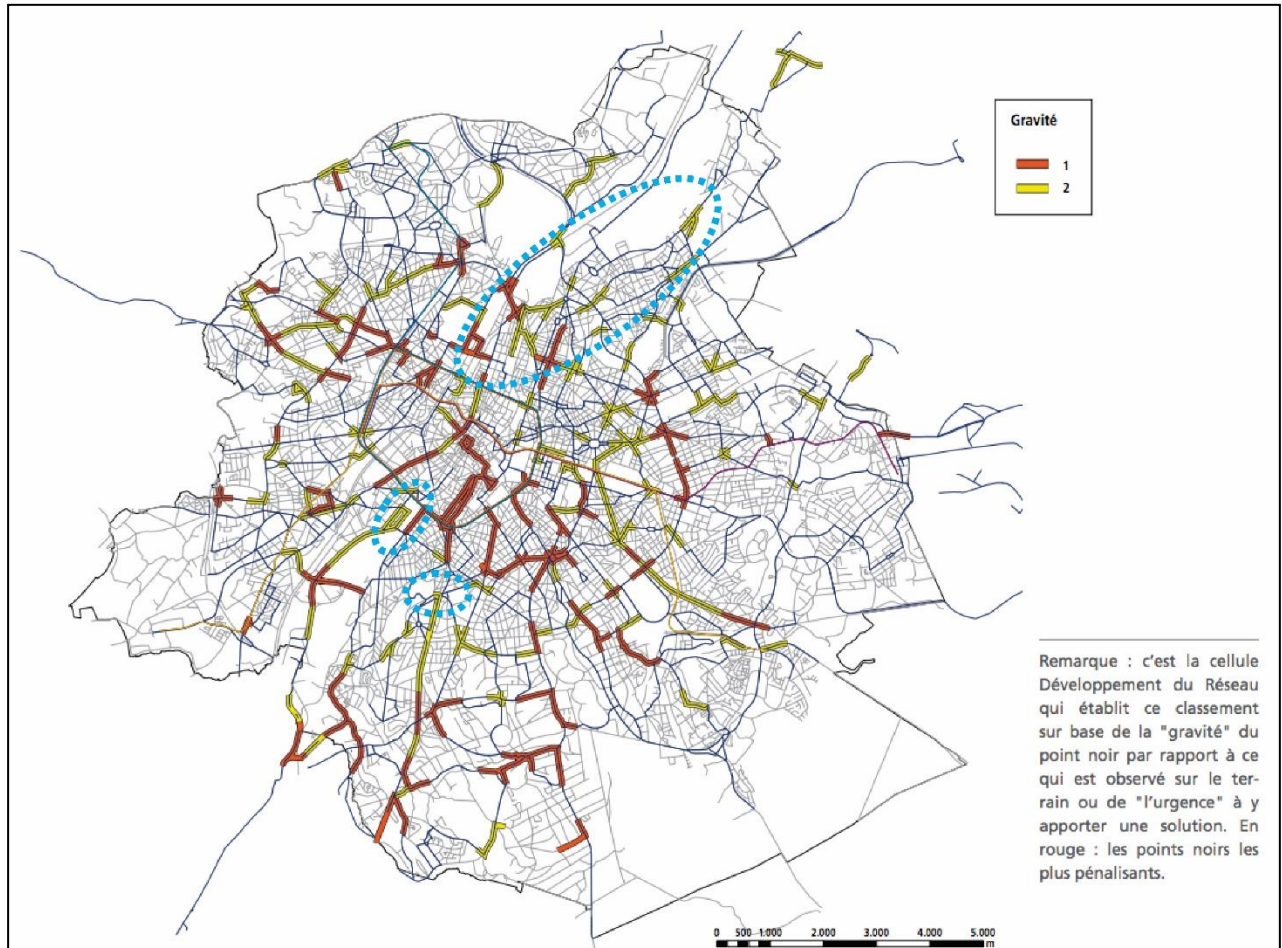 Gravité
1
2
Remarque : c'est la cellule
Développement du Réseau
qui établit ce classement
sur base de la "gravité" du
point noir par rapport à ce
qui est observé sur le ter-
rain ou de "l'urgence" à y
apporter une solution. En
rouge : les points noirs les
plus pénalisants.
0 500 1.000 2.000 3.000 4.000 5.000
m